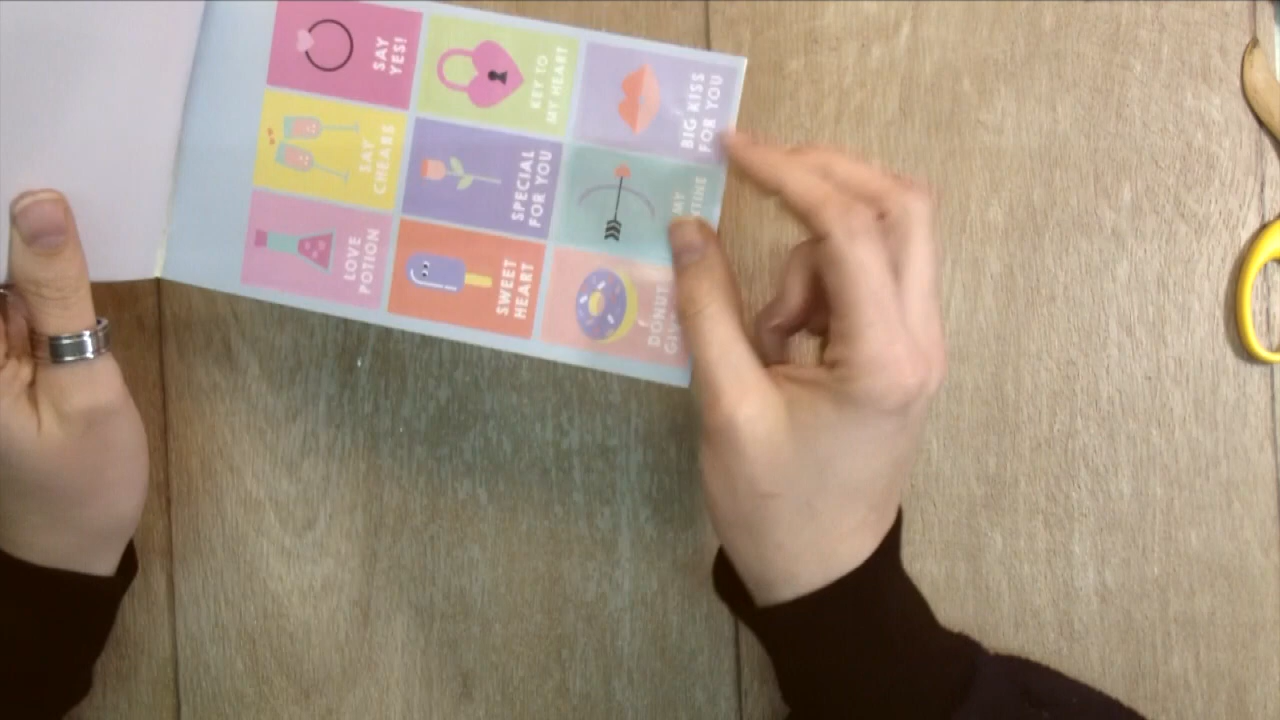 LOVE
POTION
SAY
CHEARS
SAY
YES!
SWEET
HEART
SPECIAL
FOR YOU
KEY TO
MY HEART
DONUT
MY
BIG KISS
FOR YOU